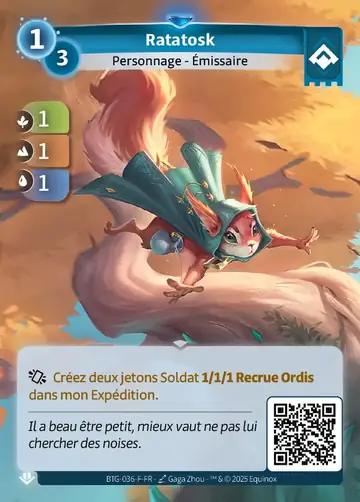 1
Ratatosk
3
Personnage - Émissaire
1
1
1
Créez deux jetons Soldat 1/1/1 Recrue Ordis
dans mon Expédition.
Il a beau être petit, mieux vaut ne pas lui
chercher des noises.
BTG-036-F-FR - Gaga Zhou - ™ & © 2025 Equinox